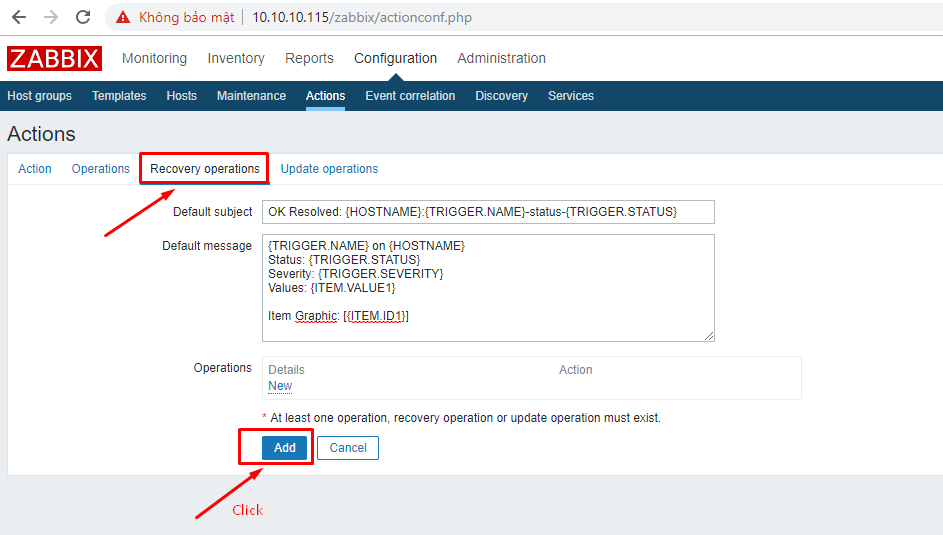 Không bảo mật 10.10.10.115/zabbix/actionconf.php
ZABBIX Monitoring Inventory Reports Configuration Administration
Host groups Templates Hosts Maintenance Actions Event correlation Discovery Services
Actions
Action Operations Recovery operations Update operations
Default subject OK Resolved: {HOSTNAME}:{TRIGGER.NAME}-status-{TRIGGER.STATUS}
Default message {TRIGGER.NAME} on {HOSTNAME}
Status: {TRIGGER.STATUS}
Severity: {TRIGGER.SEVERITY}
Values: {ITEM.VALUE1}
Item Graphic: [{ITEM.ID1}]
Operations Details Action
New
* At least one operation, recovery operation or update operation must exist.
Add Cancel
Click